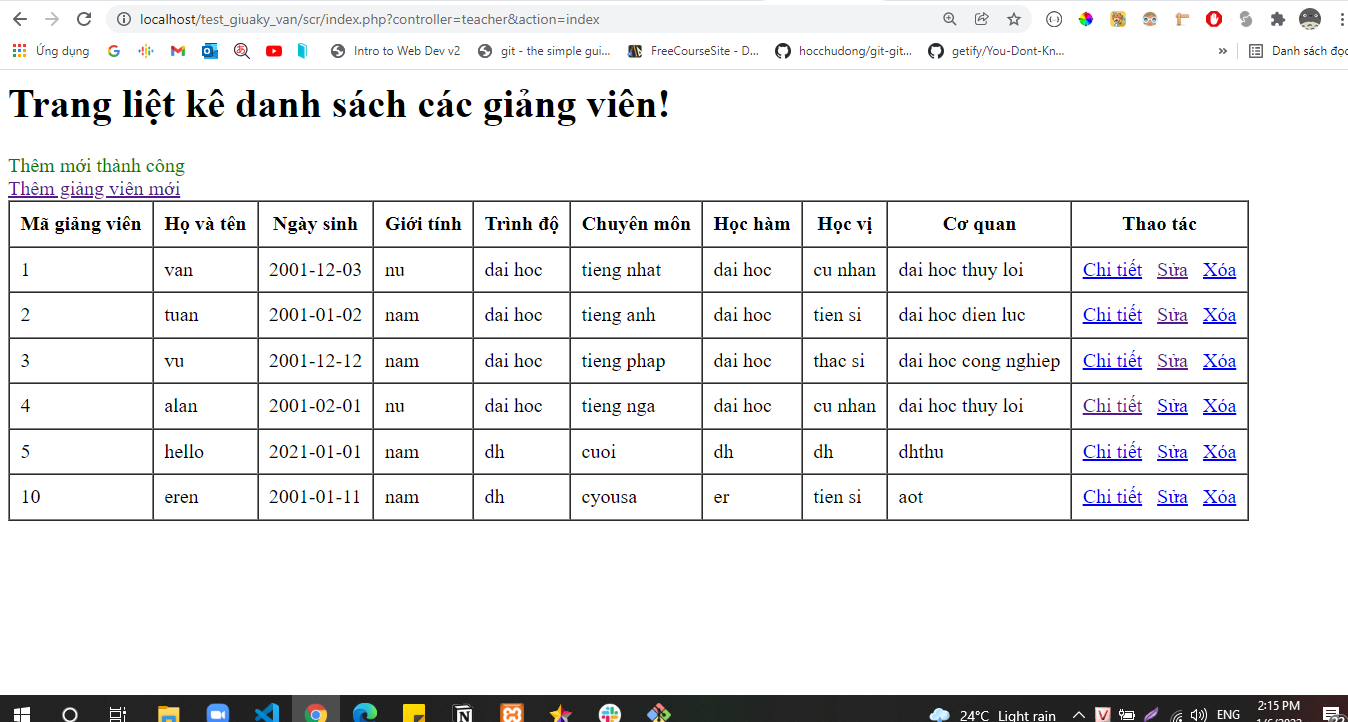 localhost/test_giuaky_van/scr/index.php?controller=teacher&action=index
Ứng dụng Intro to Web Dev v2 git - the simple gui... FreeCourseSite - D... hocchudong/git-git... getify/You-Dont-Kn... » Danh sách đọc
Trang liệt kê danh sách các giảng viên!
Thêm mới thành công
Thêm giảng viên mới
Mã giảng viên Họ và tên Ngày sinh Giới tính Trình độ Chuyên môn Học hàm Học vị Cơ quan Thao tác
1 van 2001-12-03 nu dai hoc tieng nhat dai hoc cu nhan dai hoc thuy loi Chi tiết Sửa Xóa
2 tuan 2001-01-02 nam dai hoc tieng anh dai hoc tien si dai hoc dien luc Chi tiết Sửa Xóa
3 vu 2001-12-12 nam dai hoc tieng phap dai hoc thac si dai hoc cong nghiep Chi tiết Sửa Xóa
4 alan 2001-02-01 nu dai hoc tieng nga dai hoc cu nhan dai hoc thuy loi Chi tiết Sửa Xóa
5 hello 2021-01-01 nam dh cuoi dh dh dhthu Chi tiết Sửa Xóa
10 eren 2001-01-11 nam dh cyousa er tien si aot Chi tiết Sửa Xóa
24°C Light rain ENG 2:15 PM